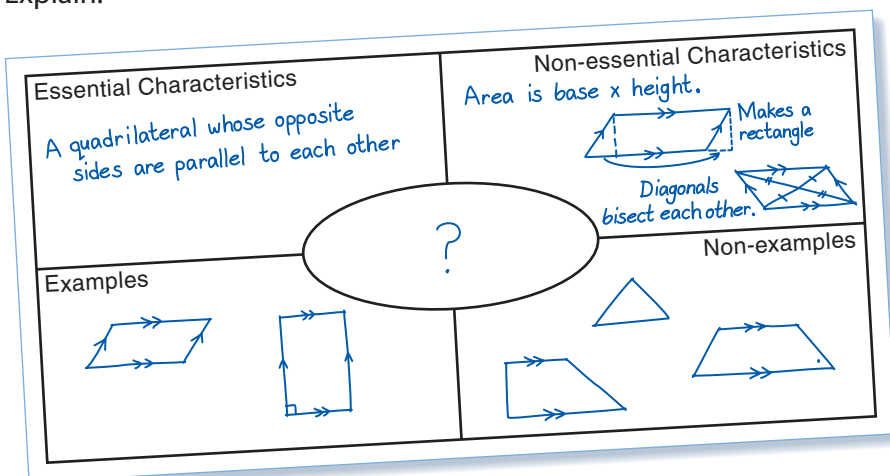 Explain.
Essential Characteristics
A quadrilateral whose opposite
sides are parallel to each other
Non-essential Characteristics
Area is base x height.
Makes a
rectangle
Diagonals
bisect each other.
?
Examples
Non-examples